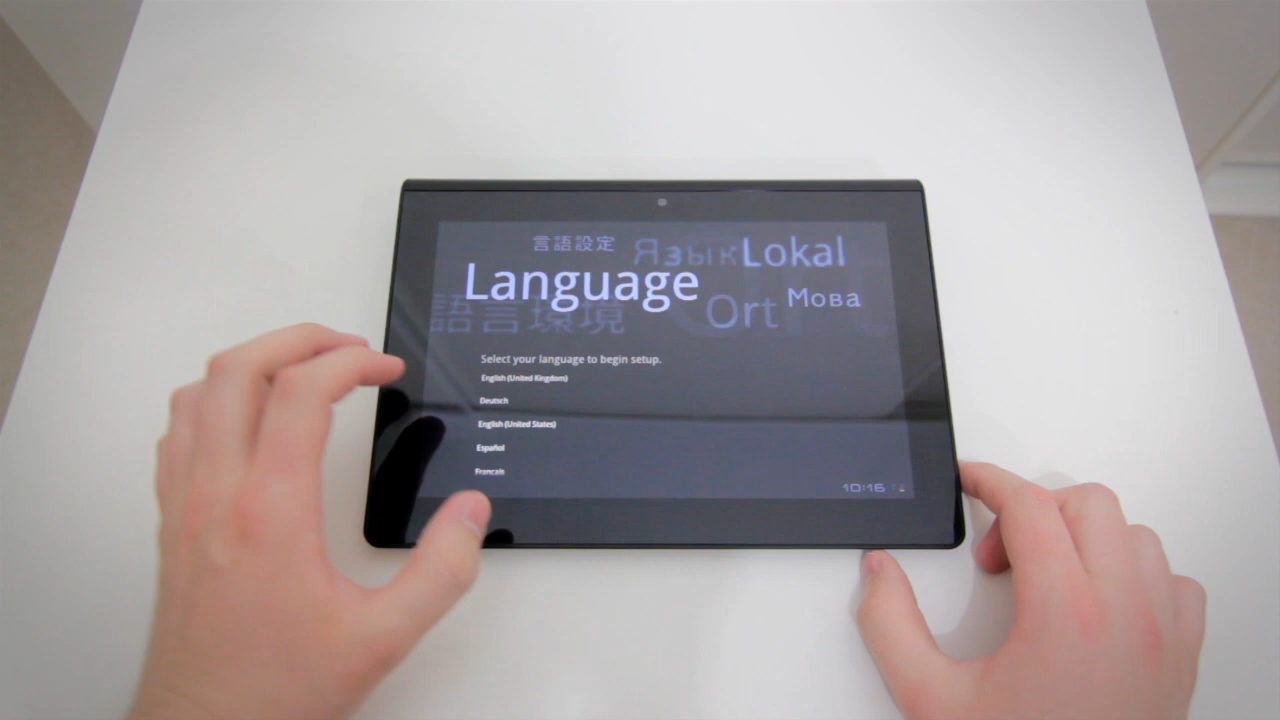 言語設定
Язык
Lokal
Language
語言環境
Ort
Мова
Select your language to begin setup.
English (United Kingdom)
Deutsch
English (United States)
Español
Français
10:16